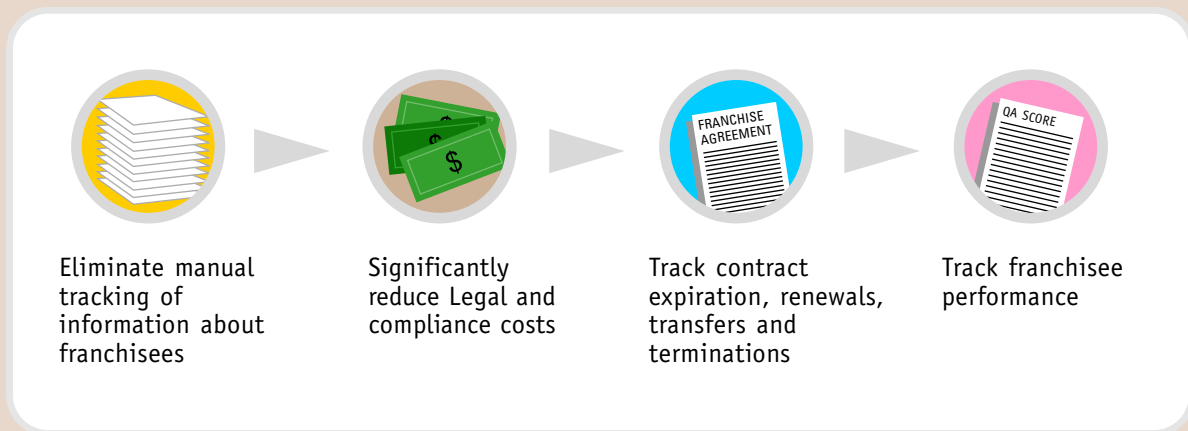 $
$
$
FRANCHISE
AGREEMENT
QA SCORE
Eliminate manual
tracking of
information about
franchisees
Significantly
reduce Legal and
compliance costs
Track contract
expiration, renewals,
transfers and
terminations
Track franchisee
performance